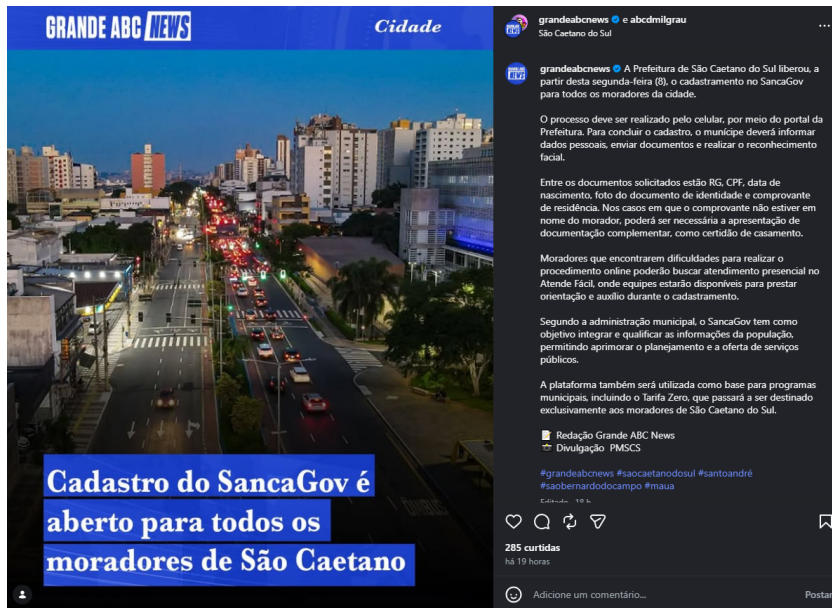 GRANDE ABC NEWS
Cidade
Cadastro do SancaGov é
aberto para todos os
moradores de São Caetano
grandeabcnews e abcdmilgrau
São Caetano do Sul
grandeabcnews A Prefeitura de São Caetano do Sul liberou, a
partir desta segunda-feira (8), o cadastramento no SancaGov
para todos os moradores da cidade.
O processo deve ser realizado pelo celular, por meio do portal da
Prefeitura. Para concluir o cadastro, o munícipe deverá informar
dados pessoais, enviar documentos e realizar o reconhecimento
facial.
Entre os documentos solicitados estão RG, CPF, data de
nascimento, foto do documento de identidade e comprovante
de residência. Nos casos em que o comprovante não estiver em
nome do morador, poderá ser necessária a apresentação de
documentação complementar, como certidão de casamento.
Moradores que encontrarem dificuldades para realizar o
procedimento online poderão buscar atendimento presencial no
Atende Fácil, onde equipes estarão disponíveis para prestar
orientação e auxílio durante o cadastramento.
Segundo a administração municipal, o SancaGov tem como
objetivo integrar e qualificar as informações da população,
permitindo aprimorar o planejamento e a oferta de serviços
públicos.
A plataforma também será utilizada como base para programas
municipais, incluindo o Tarifa Zero, que passará a ser destinado
exclusivamente aos moradores de São Caetano do Sul.
Redação Grande ABC News
Divulgação PMSCS
#grandeabcnews #saocaetanodosul #santoandré
#saobernardodocampo #maua
Editado 18 h
285 curtidas
há 19 horas
Adicione um comentário...
Postar